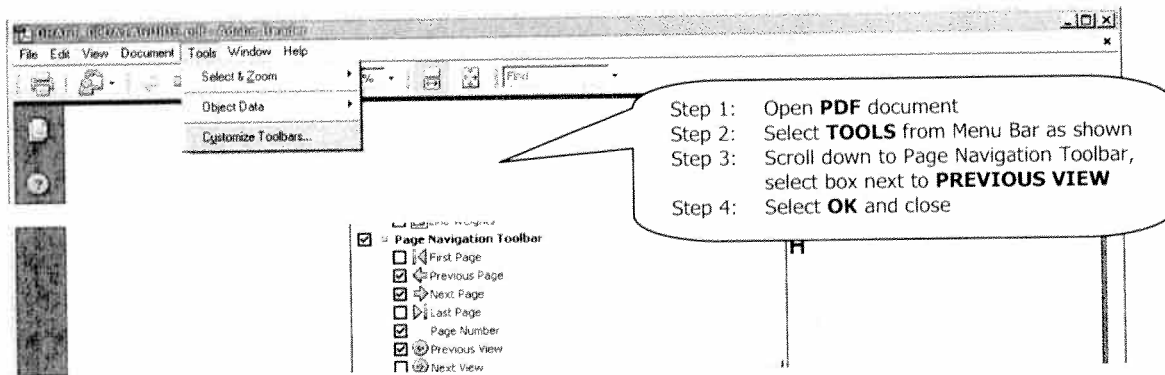 Adobe Reader
File Edit View Document Tools Window Help
Select & Zoom
% Find
Object Data
Customize Toolbars...
Step 1: Open PDF document
Step 2: Select TOOLS from Menu Bar as shown
Step 3: Scroll down to Page Navigation Toolbar,
select box next to PREVIOUS VIEW
Step 4: Select OK and close
Page Navigation Toolbar
First Page
Previous Page
Next Page
Last Page
Page Number
Previous View
Next View
H